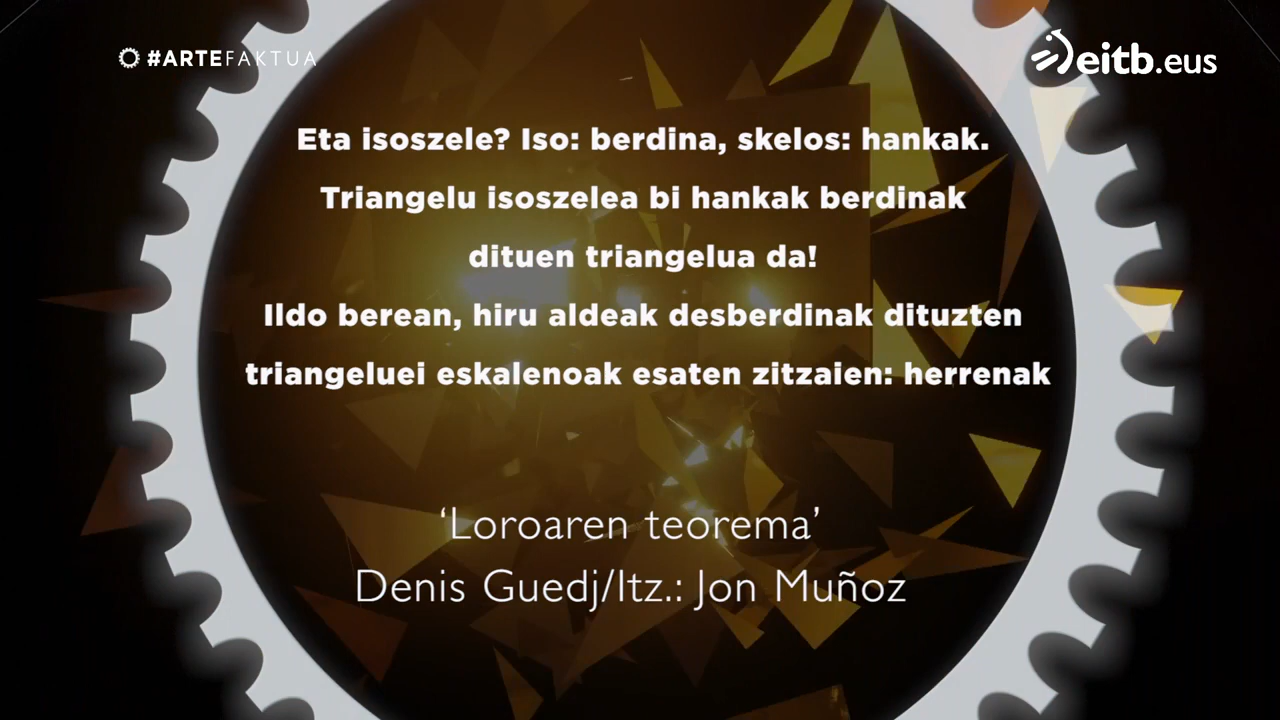 #ARTEFAKTUA
eitb.eus
Eta isoszele? Iso: berdina, skelos: hankak.
Triangelu isoszelea bi hankak berdinak
dituen triangelua da!
Ildo berean, hiru aldeak desberdinak dituzten
triangeluei eskalenoak esaten zitzaien: herrenak
‘Loroaren teorema’
Denis Guedj/Itz.: Jon Muñoz